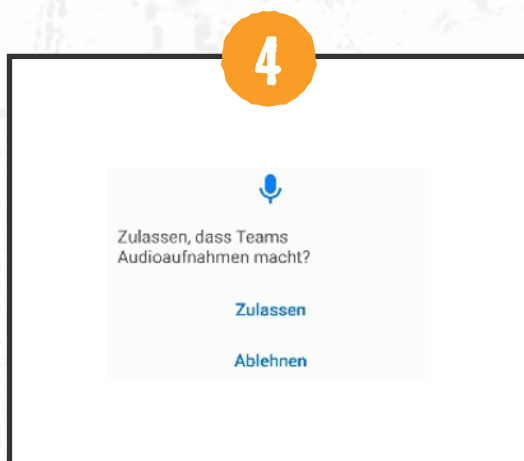 4
Zulassen, dass Teams
Audioaufnahmen macht?
Zulassen
Ablehnen